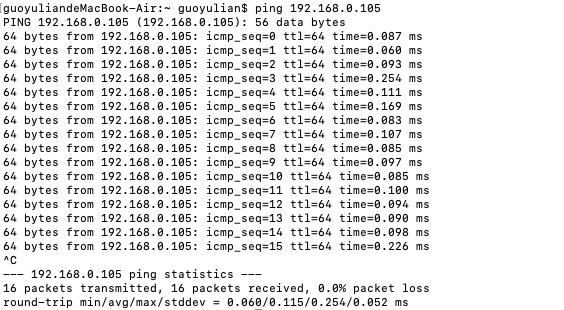 [guoyuliandeMacBook-Air:~ guoyulian$ ping 192.168.0.105
PING 192.168.0.105 (192.168.0.105): 56 data bytes
64 bytes from 192.168.0.105: icmp_seq=0 ttl=64 time=0.087 ms
64 bytes from 192.168.0.105: icmp_seq=1 ttl=64 time=0.060 ms
64 bytes from 192.168.0.105: icmp_seq=2 ttl=64 time=0.093 ms
64 bytes from 192.168.0.105: icmp_seq=3 ttl=64 time=0.254 ms
64 bytes from 192.168.0.105: icmp_seq=4 ttl=64 time=0.111 ms
64 bytes from 192.168.0.105: icmp_seq=5 ttl=64 time=0.169 ms
64 bytes from 192.168.0.105: icmp_seq=6 ttl=64 time=0.083 ms
64 bytes from 192.168.0.105: icmp_seq=7 ttl=64 time=0.107 ms
64 bytes from 192.168.0.105: icmp_seq=8 ttl=64 time=0.085 ms
64 bytes from 192.168.0.105: icmp_seq=9 ttl=64 time=0.097 ms
64 bytes from 192.168.0.105: icmp_seq=10 ttl=64 time=0.085 ms
64 bytes from 192.168.0.105: icmp_seq=11 ttl=64 time=0.100 ms
64 bytes from 192.168.0.105: icmp_seq=12 ttl=64 time=0.094 ms
64 bytes from 192.168.0.105: icmp_seq=13 ttl=64 time=0.090 ms
64 bytes from 192.168.0.105: icmp_seq=14 ttl=64 time=0.098 ms
64 bytes from 192.168.0.105: icmp_seq=15 ttl=64 time=0.226 ms
^C
--- 192.168.0.105 ping statistics ---
16 packets transmitted, 16 packets received, 0.0% packet loss
round-trip min/avg/max/stddev = 0.060/0.115/0.254/0.052 ms